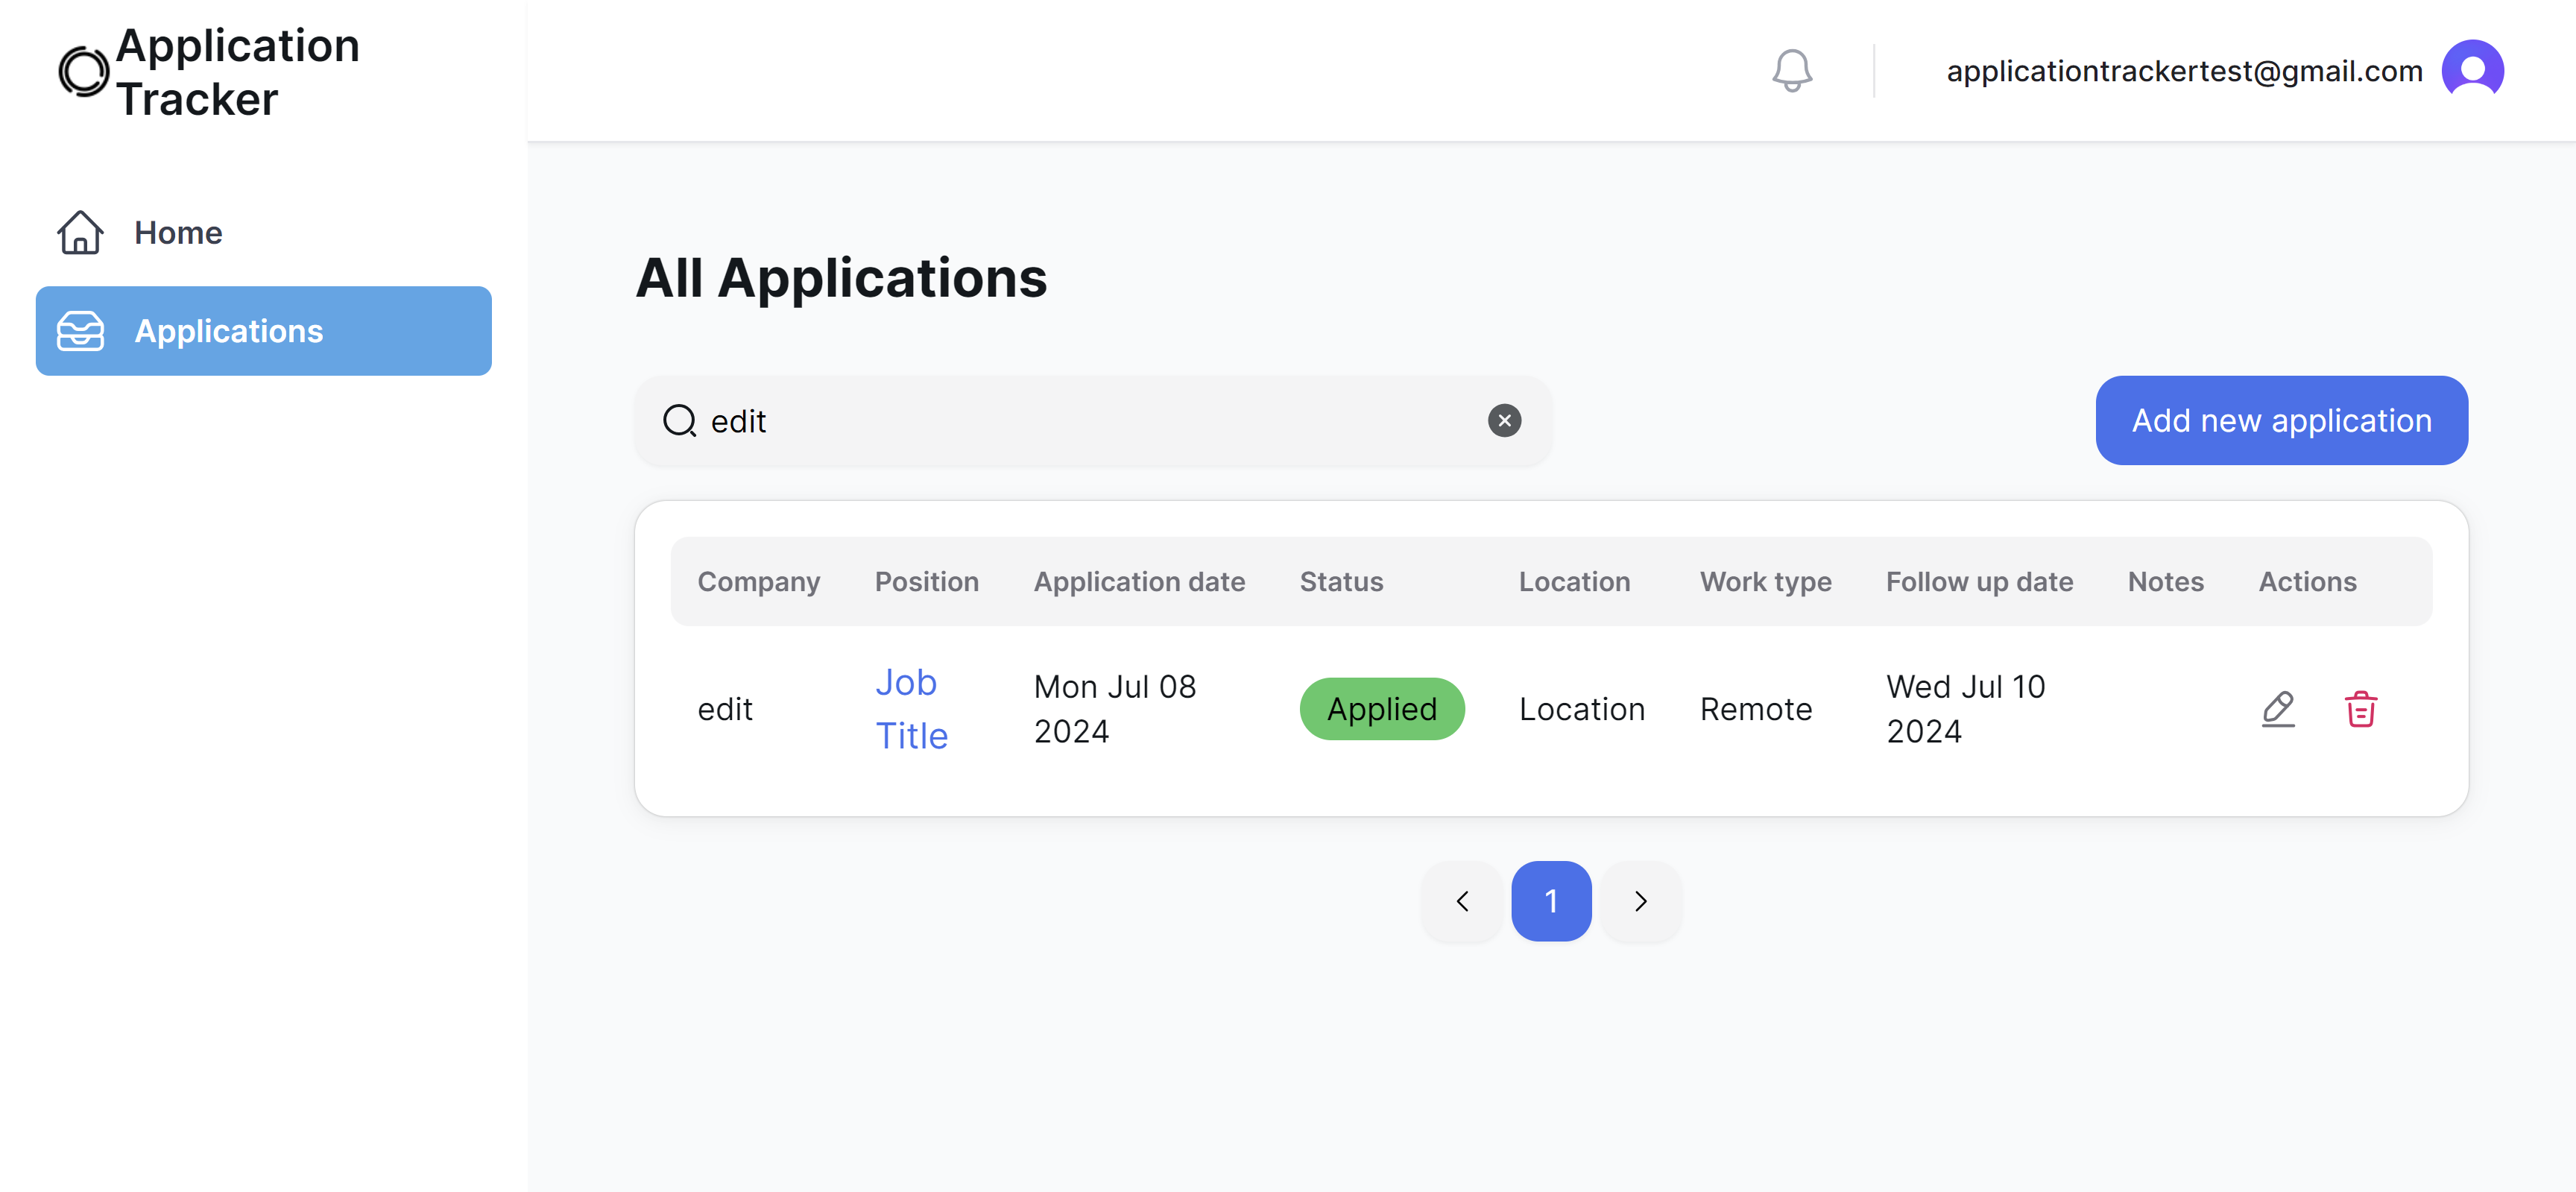 Application
Tracker
applicationtrackertest@gmail.com
Home
Applications
All Applications
edit
Add new application
Company Position Application date Status Location Work type Follow up date Notes Actions
edit Job Title Mon Jul 08 2024 Applied Location Remote Wed Jul 10 2024
1